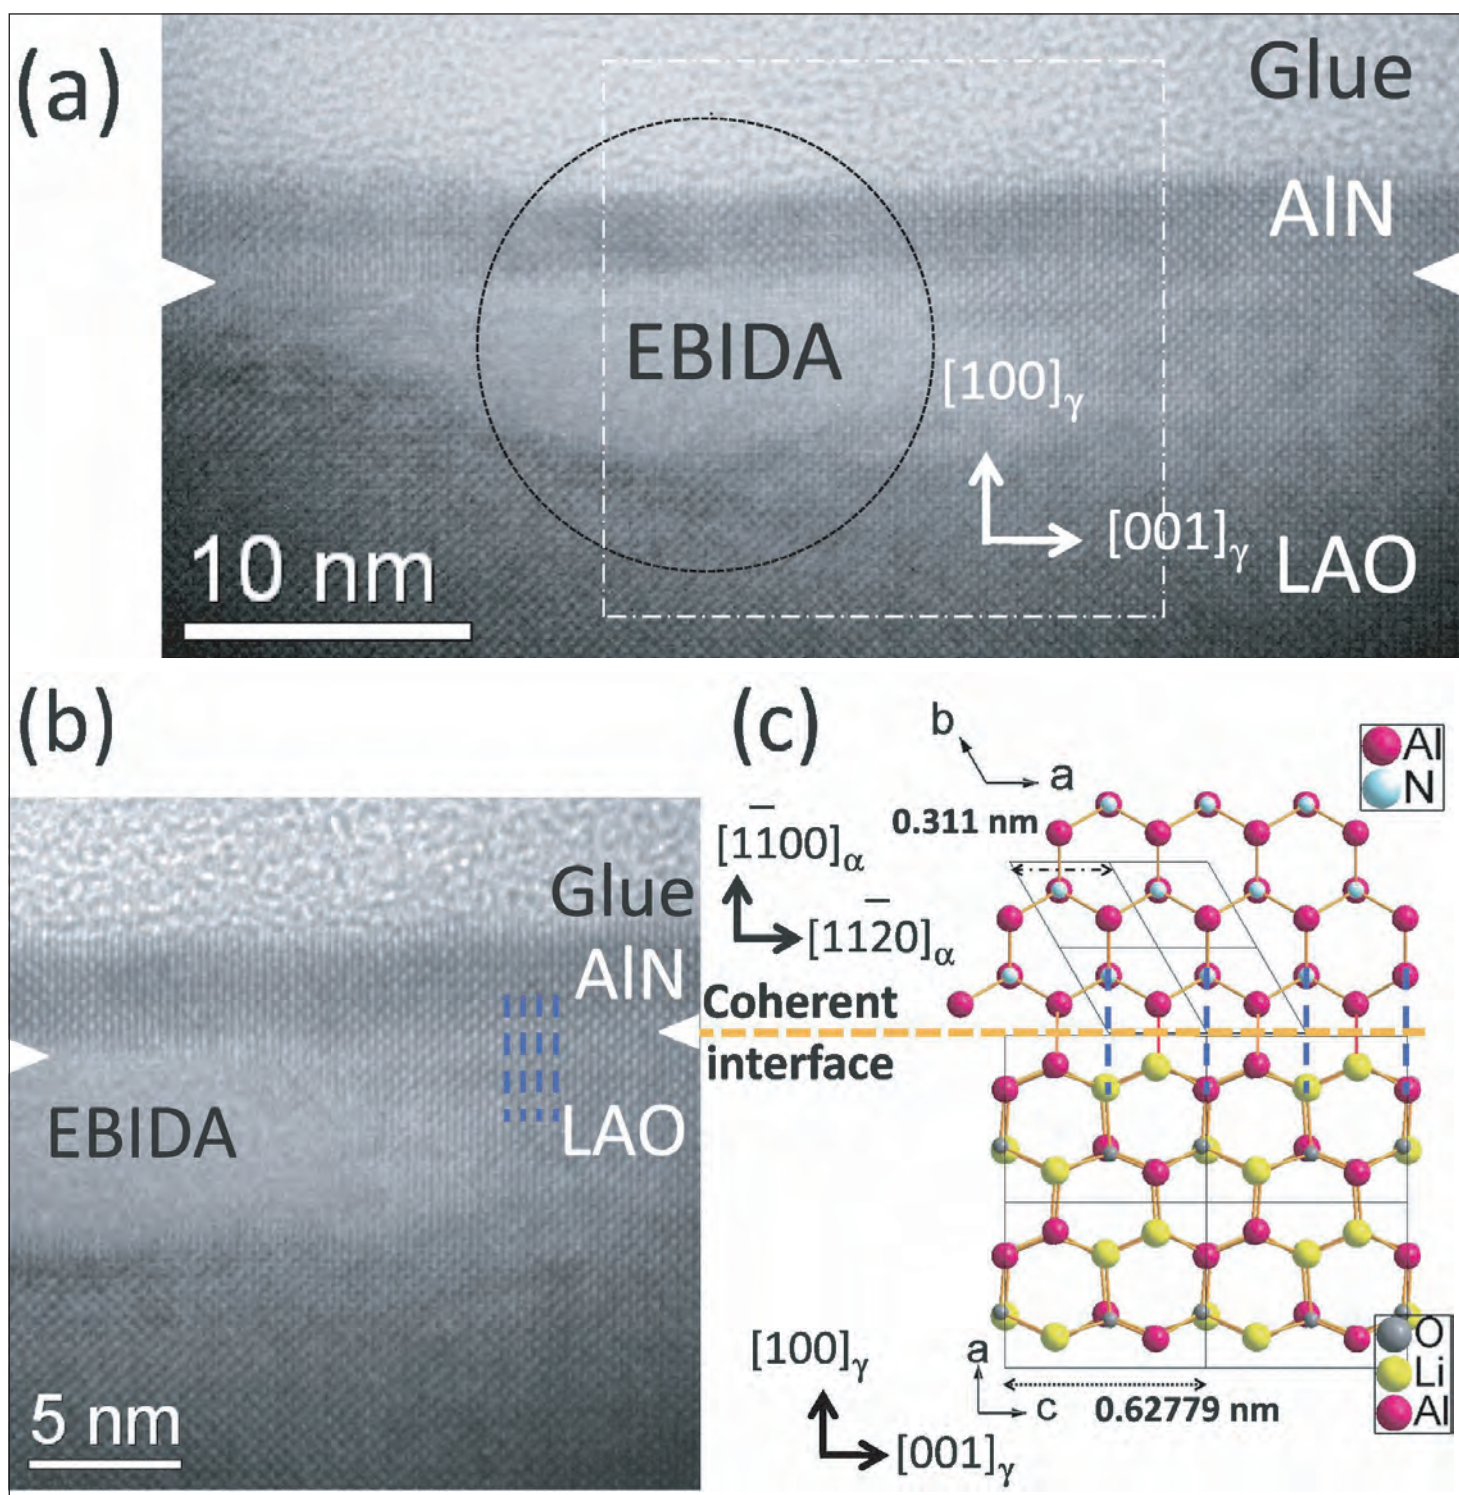 (a)
Glue
AlN
EBIDA
[100]γ
[001]γ
LAO
10 nm
(b)
Glue
AlN
EBIDA
LAO
5 nm
(c)
b
a
Al
N
0.311 nm
[1̅100]α
[112̅0]α
Coherent
interface
O
Li
Al
a
c
0.62779 nm
[100]γ
[001]γ